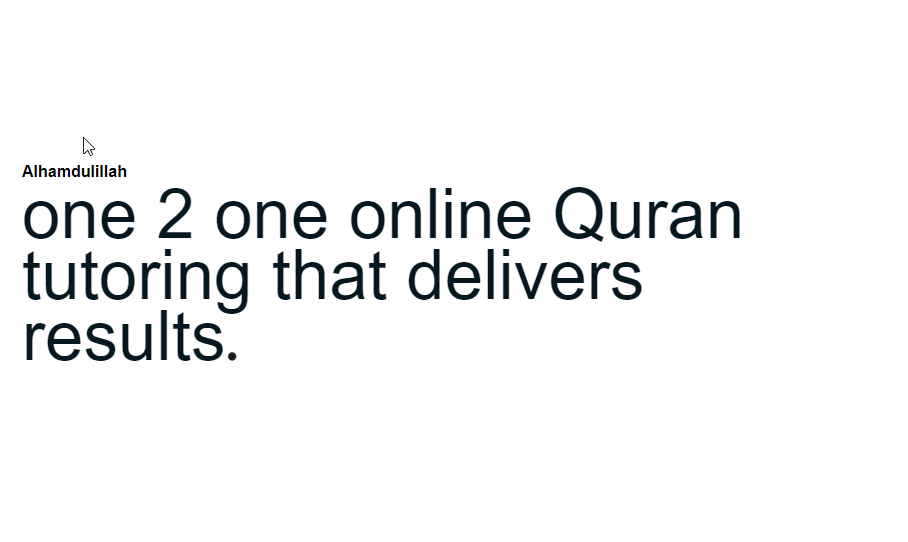 Alhamdulillah
one 2 one online Quran
tutoring that delivers
results.